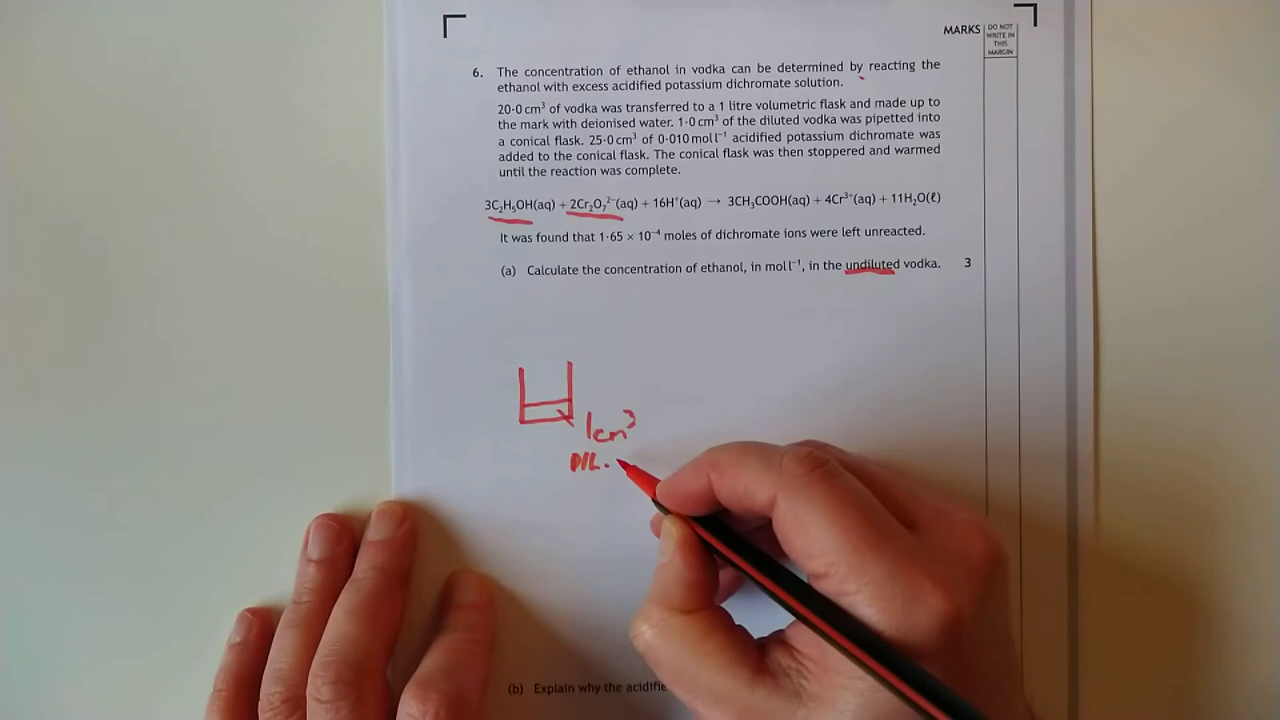 MARKS
DO NOT
WRITE IN
THIS
MARGIN
6. The concentration of ethanol in vodka can be determined by reacting the
ethanol with excess acidified potassium dichromate solution.
20·0 cm³ of vodka was transferred to a 1 litre volumetric flask and made up to
the mark with deionised water. 1·0 cm³ of the diluted vodka was pipetted into
a conical flask. 25·0 cm³ of 0·010 mol l⁻¹ acidified potassium dichromate was
added to the conical flask. The conical flask was then stoppered and warmed
until the reaction was complete.
3C₂H₅OH(aq) + 2Cr₂O₇²⁻(aq) + 16H⁺(aq) → 3CH₃COOH(aq) + 4Cr³⁺(aq) + 11H₂O(ℓ)
It was found that 1·65 × 10⁻⁴ moles of dichromate ions were left unreacted.
(a) Calculate the concentration of ethanol, in mol l⁻¹, in the undiluted vodka. 3
1cm³
DIL.
(b) Explain why the